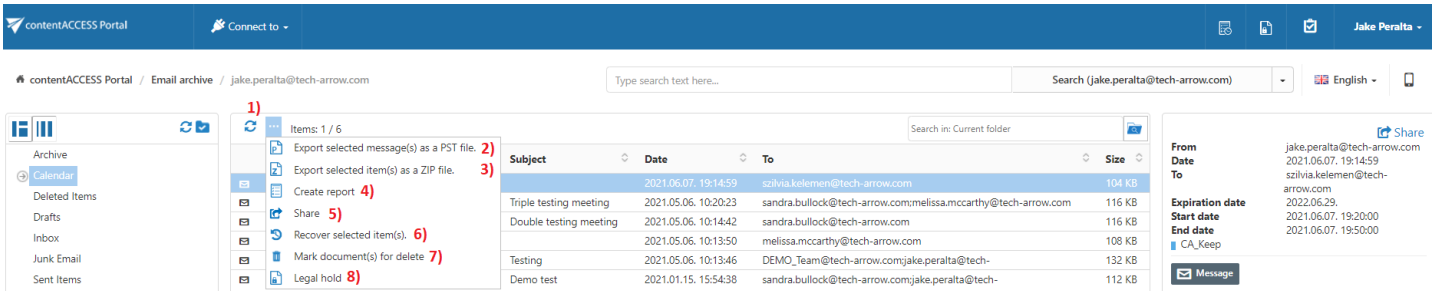 contentACCESS Portal
Connect to
Jake Peralta
contentACCESS Portal / Email archive / jake.peralta@tech-arrow.com
Type search text here...
Search (jake.peralta@tech-arrow.com)
English
1)
Items: 1 / 6
Search in: Current folder
Archive
Calendar
Deleted Items
Drafts
Inbox
Junk Email
Sent Items
Export selected message(s) as a PST file. 2)
Export selected item(s) as a ZIP file. 3)
Create report 4)
Share 5)
Recover selected item(s). 6)
Mark document(s) for delete 7)
Legal hold 8)
Subject Date To Size
2021.06.07. 19:14:59 szilvia.kelemen@tech-arrow.com 104 KB
Triple testing meeting 2021.05.06. 10:20:23 sandra.bullock@tech-arrow.com;melissa.mccarthy@tech-arrow.com 116 KB
Double testing meeting 2021.05.06. 10:14:42 sandra.bullock@tech-arrow.com 116 KB
2021.05.06. 10:13:50 melissa.mccarthy@tech-arrow.com 108 KB
Testing 2021.05.06. 10:13:46 DEMO_Team@tech-arrow.com;jake.peralta@tech- 132 KB
Demo test 2021.01.15. 15:54:38 sandra.bullock@tech-arrow.com;jake.peralta@tech- 112 KB
Share
From jake.peralta@tech-arrow.com
Date 2021.06.07. 19:14:59
To szilvia.kelemen@tech-
arrow.com
Expiration date 2022.06.29.
Start date 2021.06.07. 19:20:00
End date 2021.06.07. 19:50:00
CA_Keep
Message